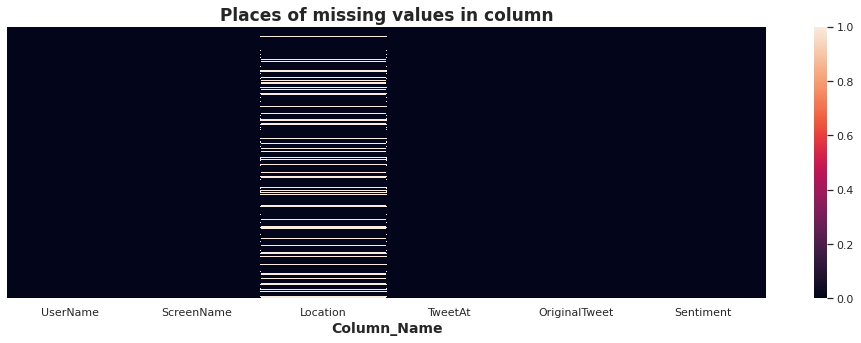 Places of missing values in column
1.0
0.8
0.6
0.4
0.2
0.0
UserName ScreenName Location TweetAt OriginalTweet Sentiment
Column_Name